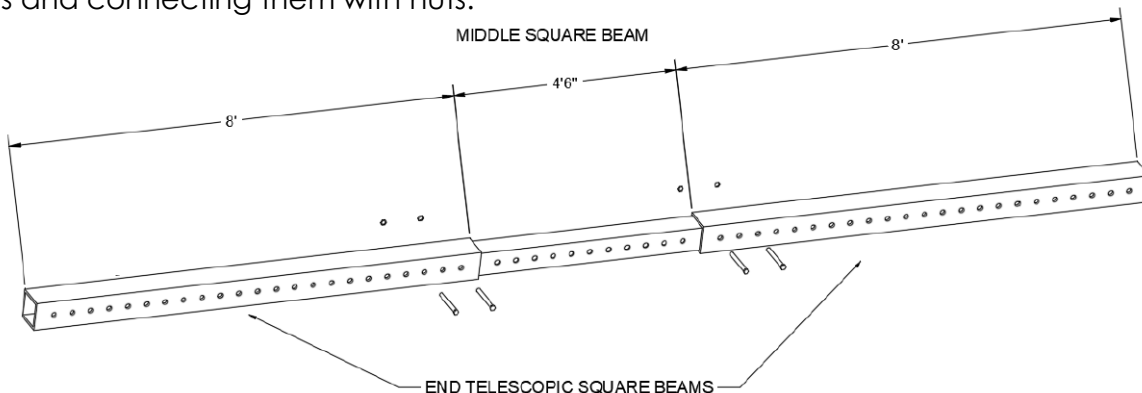 s and connecting them with nuts.
MIDDLE SQUARE BEAM
8'
4'6"
8'
END TELESCOPIC SQUARE BEAMS